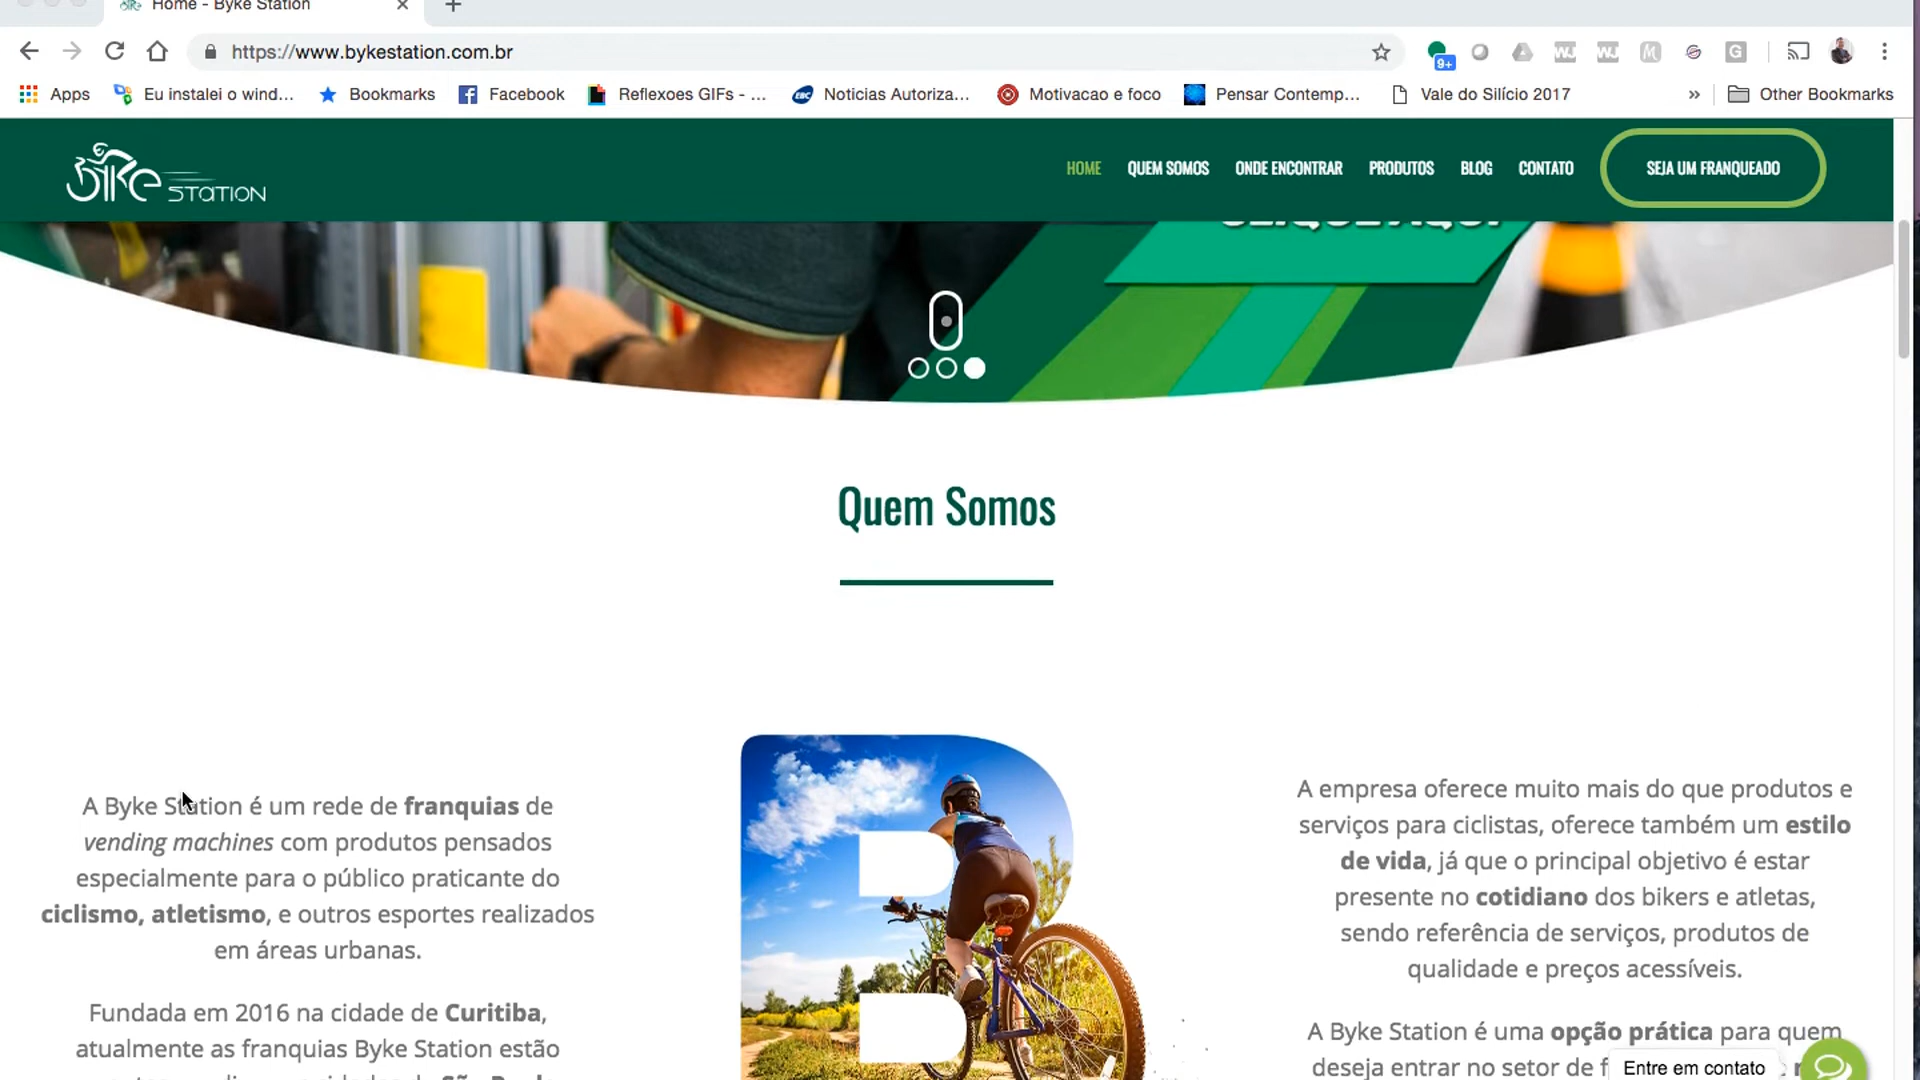 Home - Byke Station
https://www.bykestation.com.br
9+
Apps
Eu instalei o wind...
Bookmarks
Facebook
Reflexoes GIFs - ...
EBC
Noticias Autoriza...
Motivacao e foco
Pensar Contemp...
Vale do Silício 2017
»
Other Bookmarks
BIKE STATION
HOME
QUEM SOMOS
ONDE ENCONTRAR
PRODUTOS
BLOG
CONTATO
SEJA UM FRANQUEADO
CLIQUE AQUI
Quem Somos
A Byke Station é um rede de franquias de
vending machines com produtos pensados
especialmente para o público praticante do
ciclismo, atletismo, e outros esportes realizados
em áreas urbanas.
Fundada em 2016 na cidade de Curitiba,
atualmente as franquias Byke Station estão
A empresa oferece muito mais do que produtos e
serviços para ciclistas, oferece também um estilo
de vida, já que o principal objetivo é estar
presente no cotidiano dos bikers e atletas,
sendo referência de serviços, produtos de
qualidade e preços acessíveis.
A Byke Station é uma opção prática para quem
deseja entrar no setor de
Entre em contato